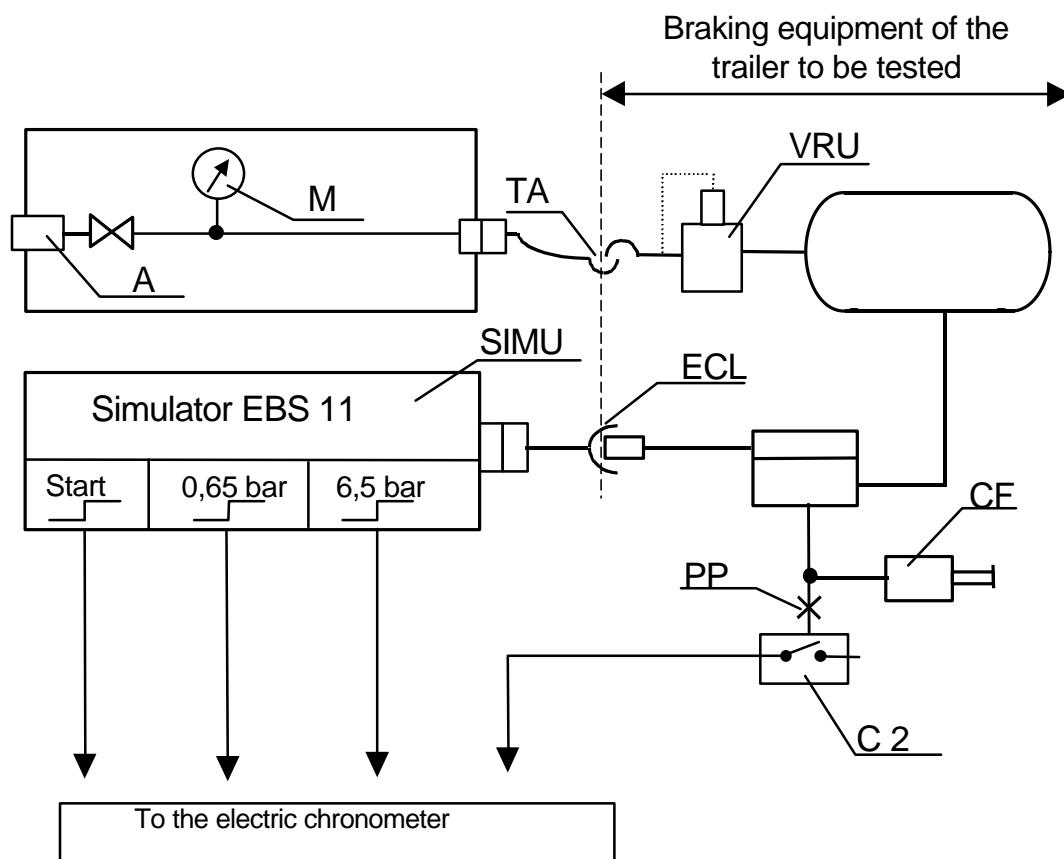 Braking equipment of the
trailer to be tested
VRU
TA
M
A
SIMU
ECL
Simulator EBS 11
Start
0,65 bar
6,5 bar
CF
PP
C 2
To the electric chronometer